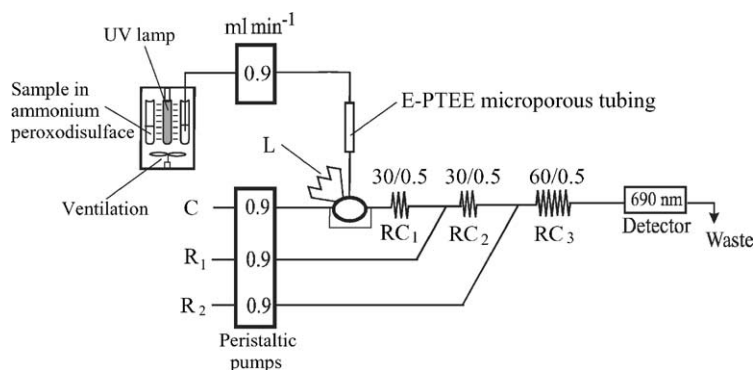 ml min-1
UV lamp
Sample in
ammonium
peroxodisulface
0.9
E-PTEE microporous tubing
L
Ventilation
30/0.5 30/0.5 60/0.5
C 0.9
RC1 RC2 RC3
690 nm
Detector
Waste
R1 0.9
R2 0.9
Peristaltic
pumps